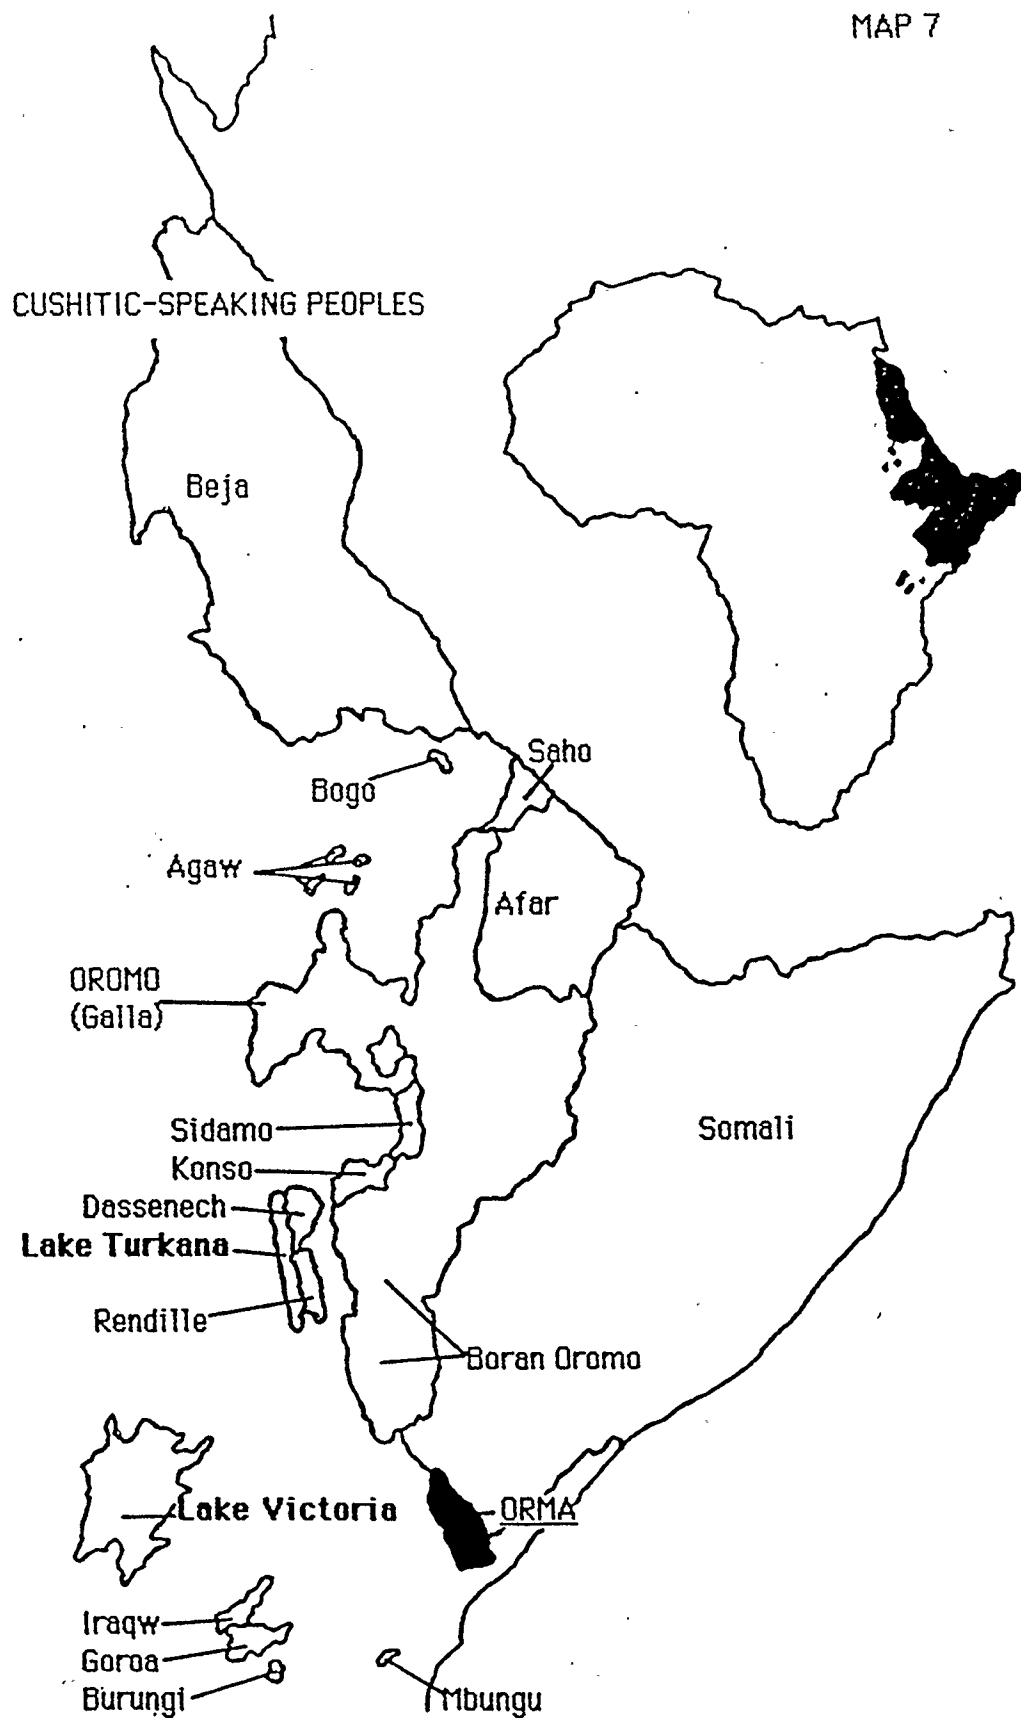 MAP 7
CUSHITIC-SPEAKING PEOPLES
Beja
Saho
Bogo
Agaw
Afar
OROMO
(Galla)
Sidamo
Somali
Konso
Dassenech
Lake Turkana
Rendille
Boran Oromo
Lake Victoria
ORMA
Iraqw
Goroa
Burungi
Mbungu